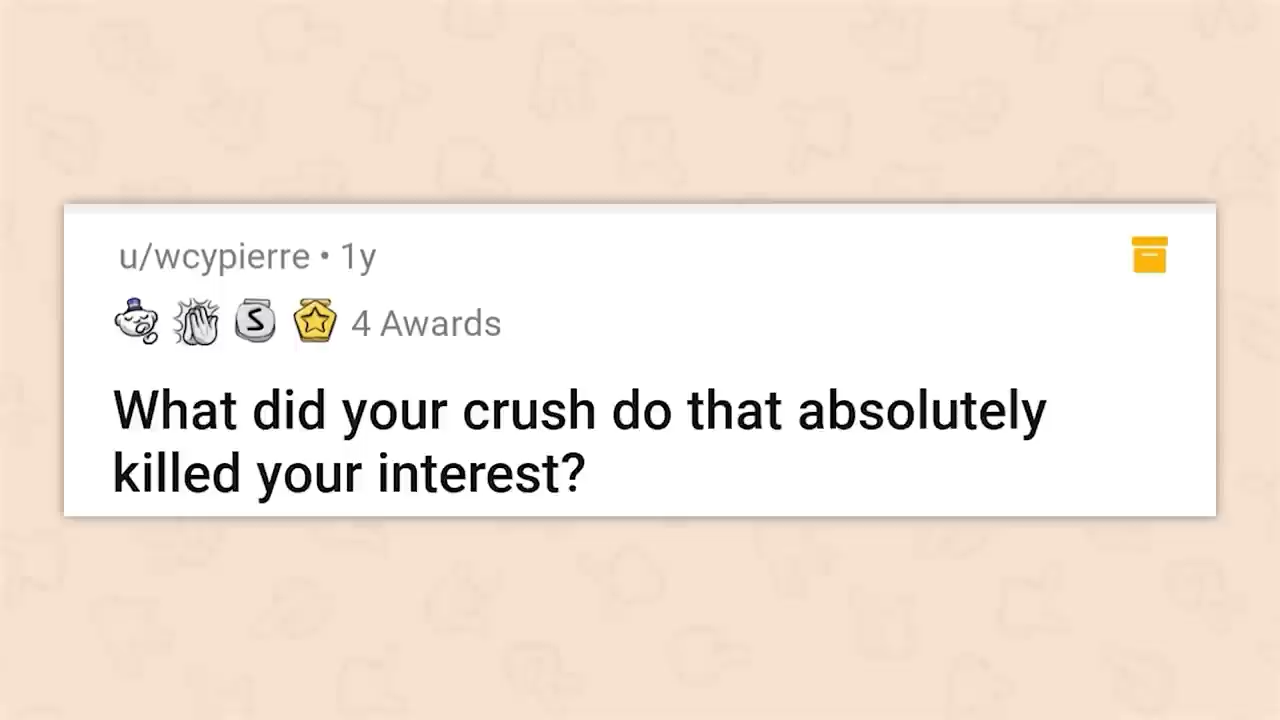 u/wcypierre • 1y
S 4 Awards
What did your crush do that absolutely
killed your interest?